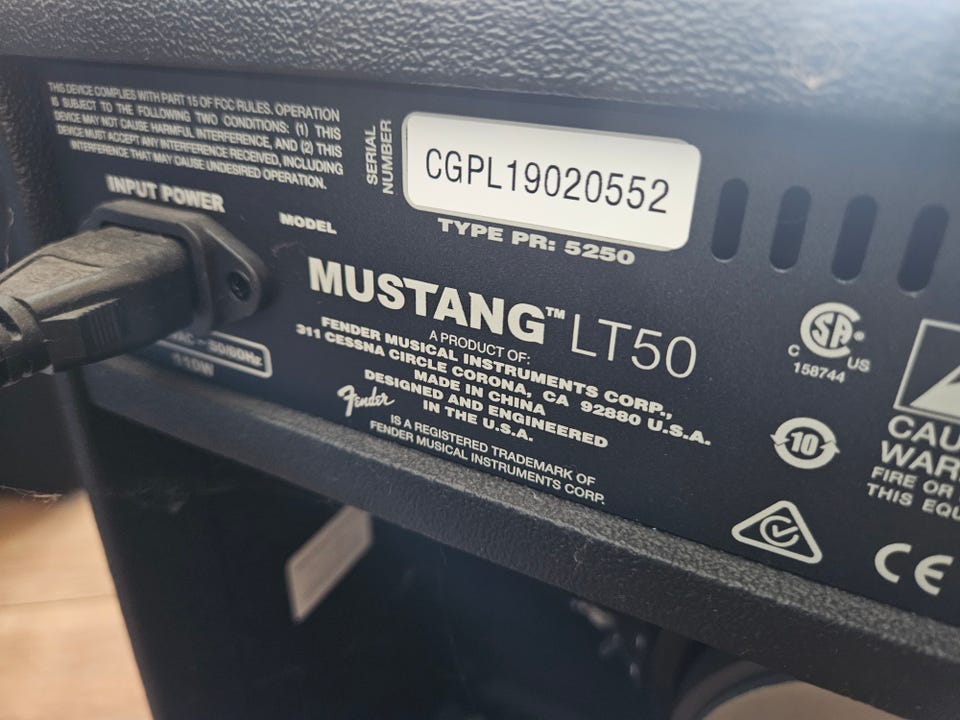 THIS DEVICE COMPLIES WITH PART 15 OF FCC RULES. OPERATION
IS SUBJECT TO THE FOLLOWING TWO CONDITIONS: (1) THIS
DEVICE MAY NOT CAUSE HARMFUL INTERFERENCE, AND (2) THIS
DEVICE MUST ACCEPT ANY INTERFERENCE RECEIVED, INCLUDING
INTERFERENCE THAT MAY CAUSE UNDESIRED OPERATION.
SERIAL
NUMBER
CGPL19020552
TYPE PR: 5250
INPUT POWER
MODEL
MUSTANG™ LT50
A PRODUCT OF:
FENDER MUSICAL INSTRUMENTS CORP.,
311 CESSNA CIRCLE CORONA, CA 92880 U.S.A.
MADE IN CHINA
DESIGNED AND ENGINEERED
IN THE U.S.A.
Fender
IS A REGISTERED TRADEMARK OF
FENDER MUSICAL INSTRUMENTS CORP.
VAC ~ 50/60Hz
110W
SA®
C US
158744
10
CE
CAU
WAR
FIRE OR
THIS EQU